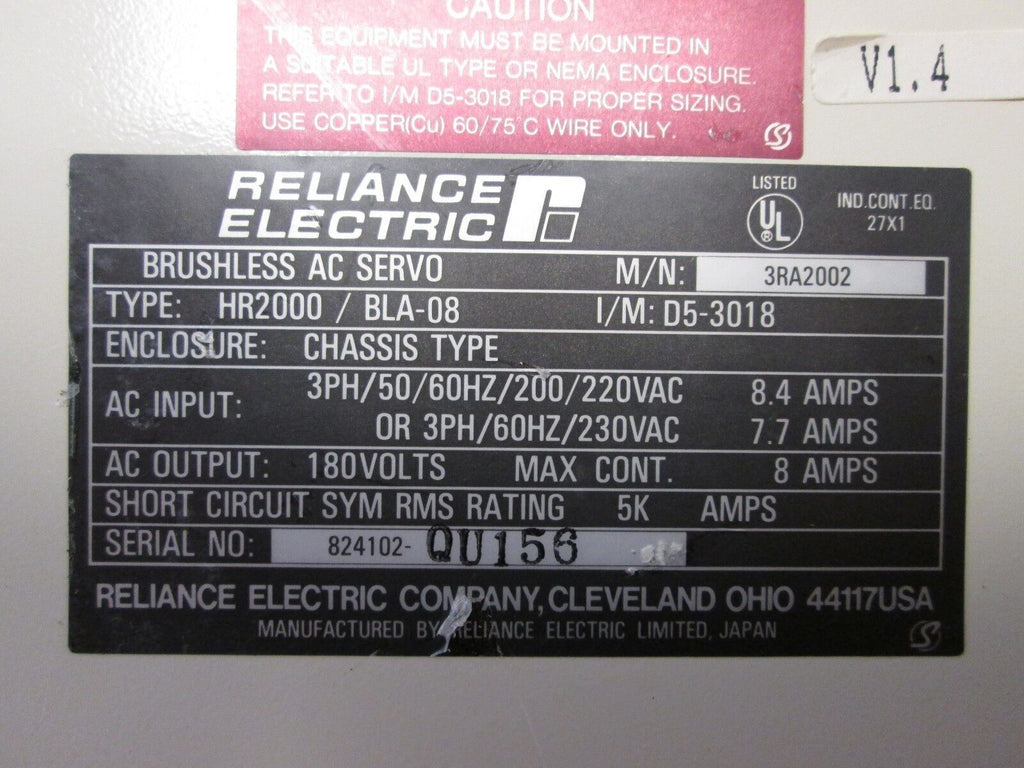 CAUTION
THIS EQUIPMENT MUST BE MOUNTED IN
A SUITABLE UL TYPE OR NEMA ENCLOSURE.
REFER TO I/M D5-3018 FOR PROPER SIZING.
USE COPPER(Cu) 60/75°C WIRE ONLY.
V1.4
RELIANCE
ELECTRIC
LISTED
UL
®
IND.CONT.EQ.
27X1
BRUSHLESS AC SERVO M/N: 3RA2002
TYPE: HR2000 / BLA-08 I/M: D5-3018
ENCLOSURE: CHASSIS TYPE
AC INPUT: 3PH/50/60HZ/200/220VAC 8.4 AMPS
OR 3PH/60HZ/230VAC 7.7 AMPS
AC OUTPUT: 180VOLTS MAX CONT. 8 AMPS
SHORT CIRCUIT SYM RMS RATING 5K AMPS
SERIAL NO: 824102- QU156
RELIANCE ELECTRIC COMPANY, CLEVELAND OHIO 44117USA
MANUFACTURED BY RELIANCE ELECTRIC LIMITED, JAPAN